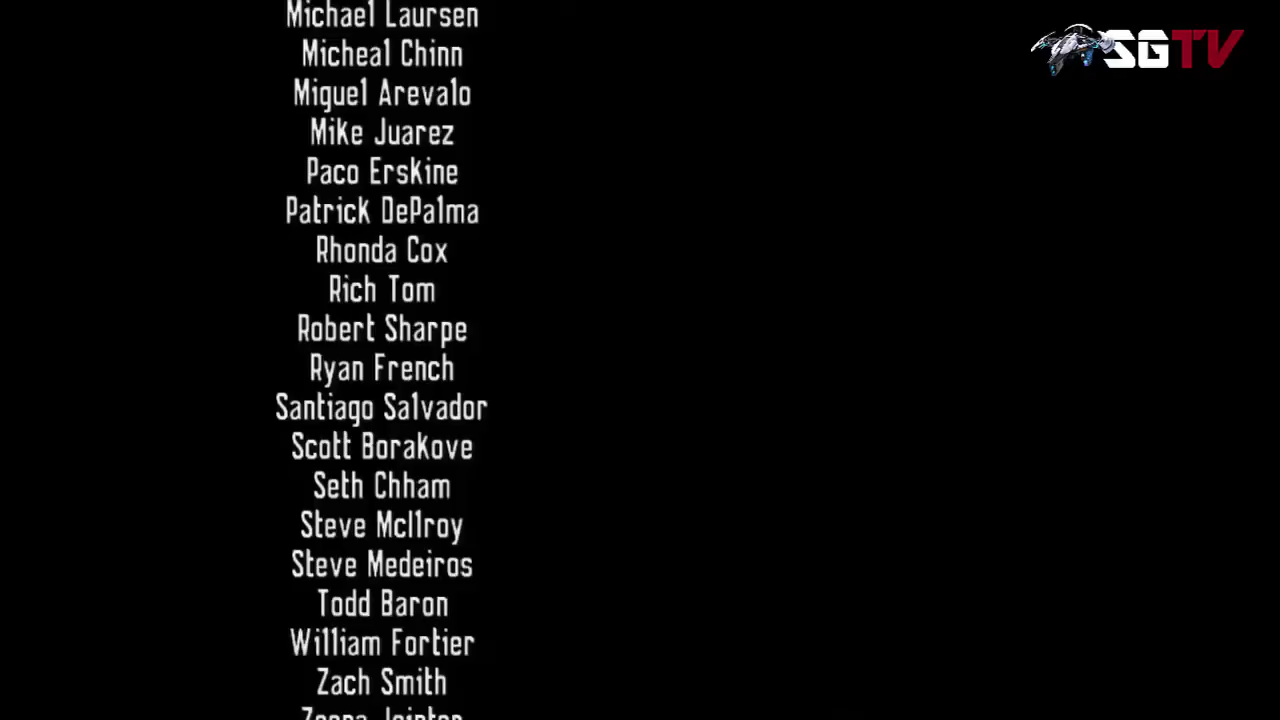 Michael Laursen
SGTV
Micheal Chinn
Miguel Arevalo
Mike Juarez
Paco Erskine
Patrick DePalma
Rhonda Cox
Rich Tom
Robert Sharpe
Ryan French
Santiago Salvador
Scott Borakove
Seth Chham
Steve McIlroy
Steve Medeiros
Todd Baron
William Fortier
Zach Smith